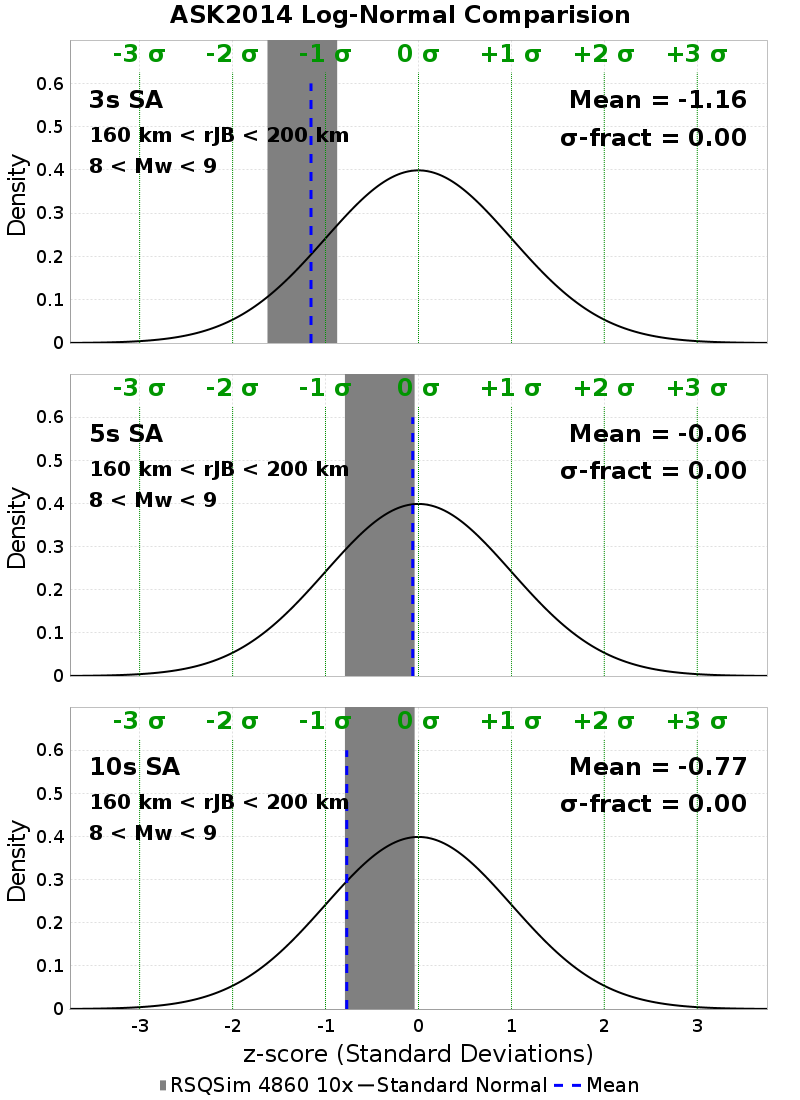 ASK2014 Log-Normal Comparision
-3 σ -2 σ -1 σ 0 σ +1 σ +2 σ +3 σ
0.6
3s SA Mean = -1.16
0.5
160 km < rJB < 200 km σ-fract = 0.00
8 < Mw < 9
0.4
0.3
0.2
0.1
0
Density
-3 σ -2 σ -1 σ 0 σ +1 σ +2 σ +3 σ
0.6
5s SA Mean = -0.06
0.5
160 km < rJB < 200 km σ-fract = 0.00
8 < Mw < 9
0.4
0.3
0.2
0.1
0
Density
-3 σ -2 σ -1 σ 0 σ +1 σ +2 σ +3 σ
0.6
10s SA Mean = -0.77
0.5
160 km < rJB < 200 km σ-fract = 0.00
8 < Mw < 9
0.4
0.3
0.2
0.1
0
Density
-3 -2 -1 0 1 2 3
z-score (Standard Deviations)
RSQSim 4860 10x Standard Normal Mean